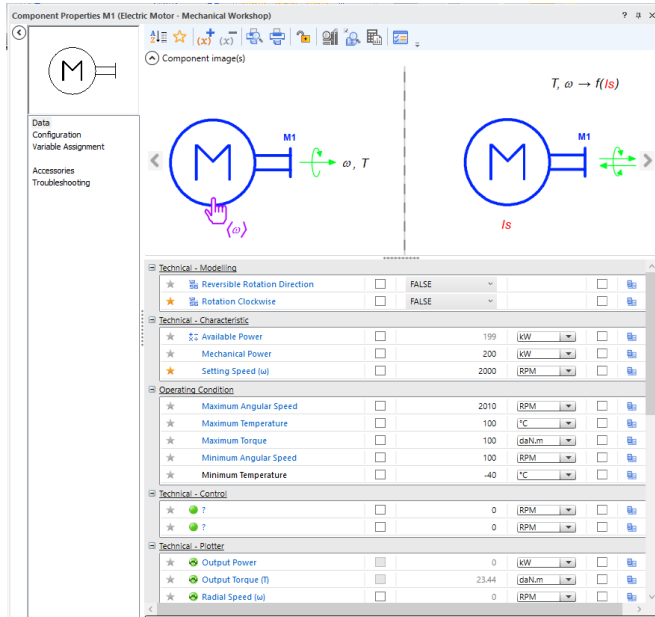 Component Properties M1 (Electric Motor - Mechanical Workshop)
Component image(s)
T, ω → f(Is)
M
M1
ω, T
⟨ω⟩
M
M1
Is
M
Data
Configuration
Variable Assignment
Accessories
Troubleshooting
Technical - Modelling
Reversible Rotation Direction FALSE
Rotation Clockwise FALSE
Technical - Characteristic
Available Power 199 kW
Mechanical Power 200 kW
Setting Speed (ω) 2000 RPM
Operating Condition
Maximum Angular Speed 2010 RPM
Maximum Temperature 100 °C
Maximum Torque 100 daN.m
Minimum Angular Speed 100 RPM
Minimum Temperature -40 °C
Technical - Control
? 0 RPM
? 0 RPM
Technical - Plotter
Output Power 0 kW
Output Torque (T) 23.44 daN.m
Radial Speed (ω) 0 RPM